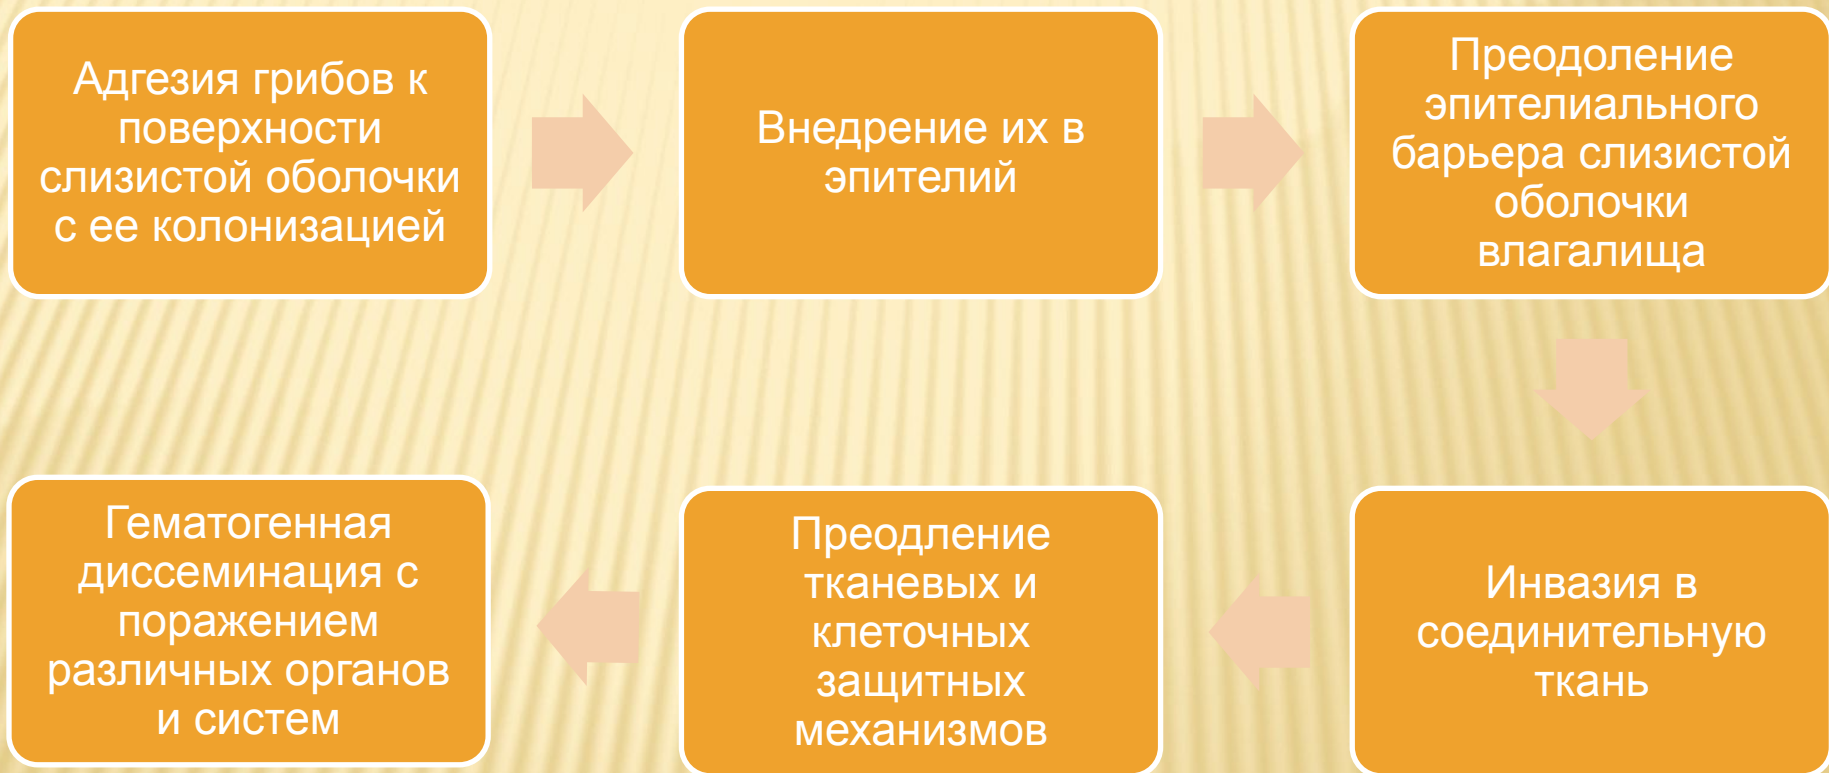 Адгезия грибов к
поверхности
слизистой оболочки
с ее колонизацией
Внедрение их в
эпителий
Преодоление
эпителиального
барьера слизистой
оболочки
влагалища
Инвазия в
соединительную
ткань
Преодление
тканевых и
клеточных
защитных
механизмов
Гематогенная
диссеминация с
поражением
различных органов
и систем